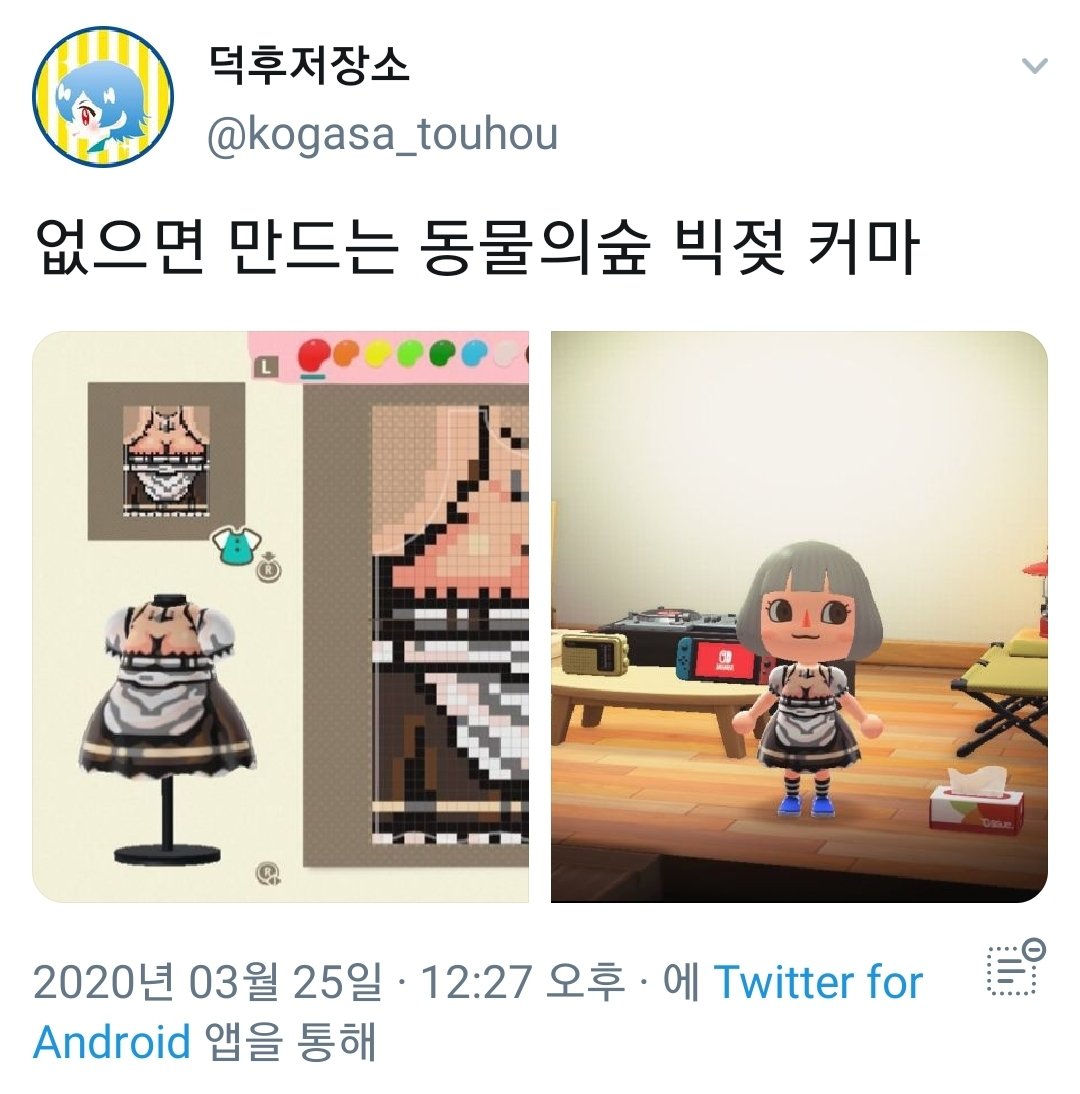 덕후저장소
@kogasa_touhou
없으면 만드는 동물의숲 빅젖 커마
L
R
R
2020년 03월 25일 · 12:27 오후 · 에 Twitter for
Android 앱을 통해